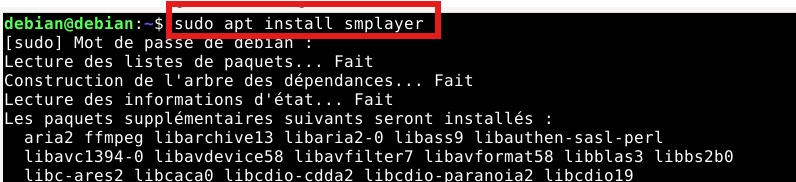 debian@debian:~$ sudo apt install smplayer
[sudo] Mot de passe de debian :
Lecture des listes de paquets... Fait
Construction de l'arbre des dépendances... Fait
Lecture des informations d'état... Fait
Les paquets supplémentaires suivants seront installés :
  aria2 ffmpeg libarchive13 libaria2-0 libass9 libauthen-sasl-perl
  libavc1394-0 libavdevice58 libavfilter7 libavformat58 libblas3 libbs2b0
  libc-ares2 libcaca0 libcdio-cdda2 libcdio-paranoia2 libcdio19